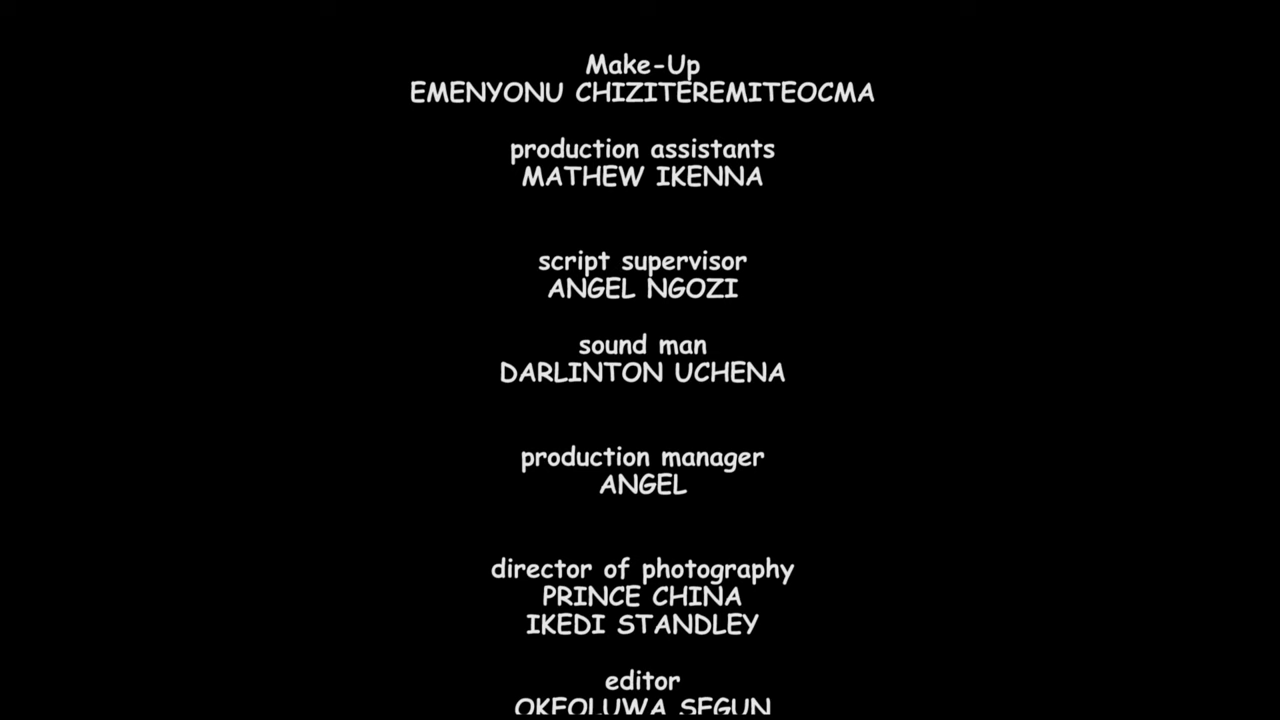 Make-Up
EMENYONU CHIZITEREMITEOCMA
production assistants
MATHEW IKENNA
script supervisor
ANGEL NGOZI
sound man
DARLINTON UCHENA
production manager
ANGEL
director of photography
PRINCE CHINA
IKEDI STANDLEY
editor
OKEOLUWA SEGUN